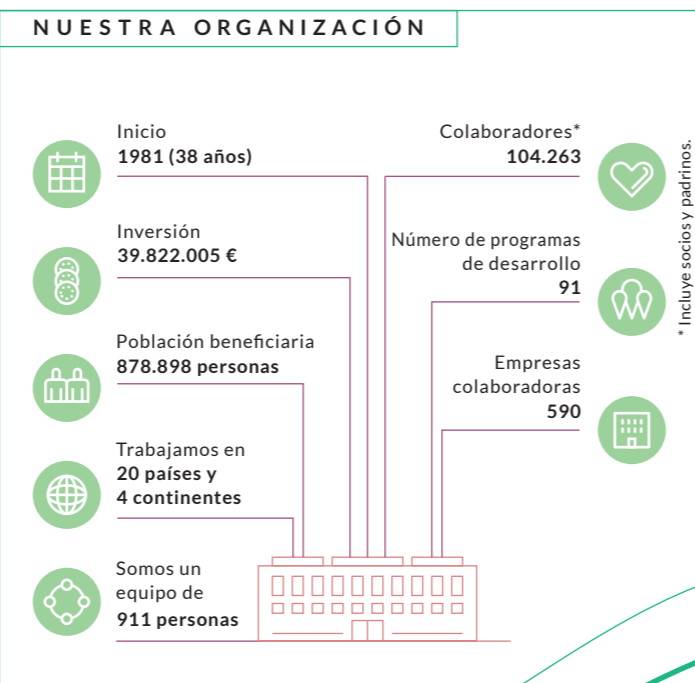 NUESTRA ORGANIZACIÓN
Inicio
1981 (38 años)
Inversión
39.822.005 €
Población beneficiaria
878.898 personas
Trabajamos en
20 países y
4 continentes
Somos un
equipo de
911 personas
Colaboradores*
104.263
Número de programas
de desarrollo
91
Empresas
colaboradoras
590
* Incluye socios y padrinos.